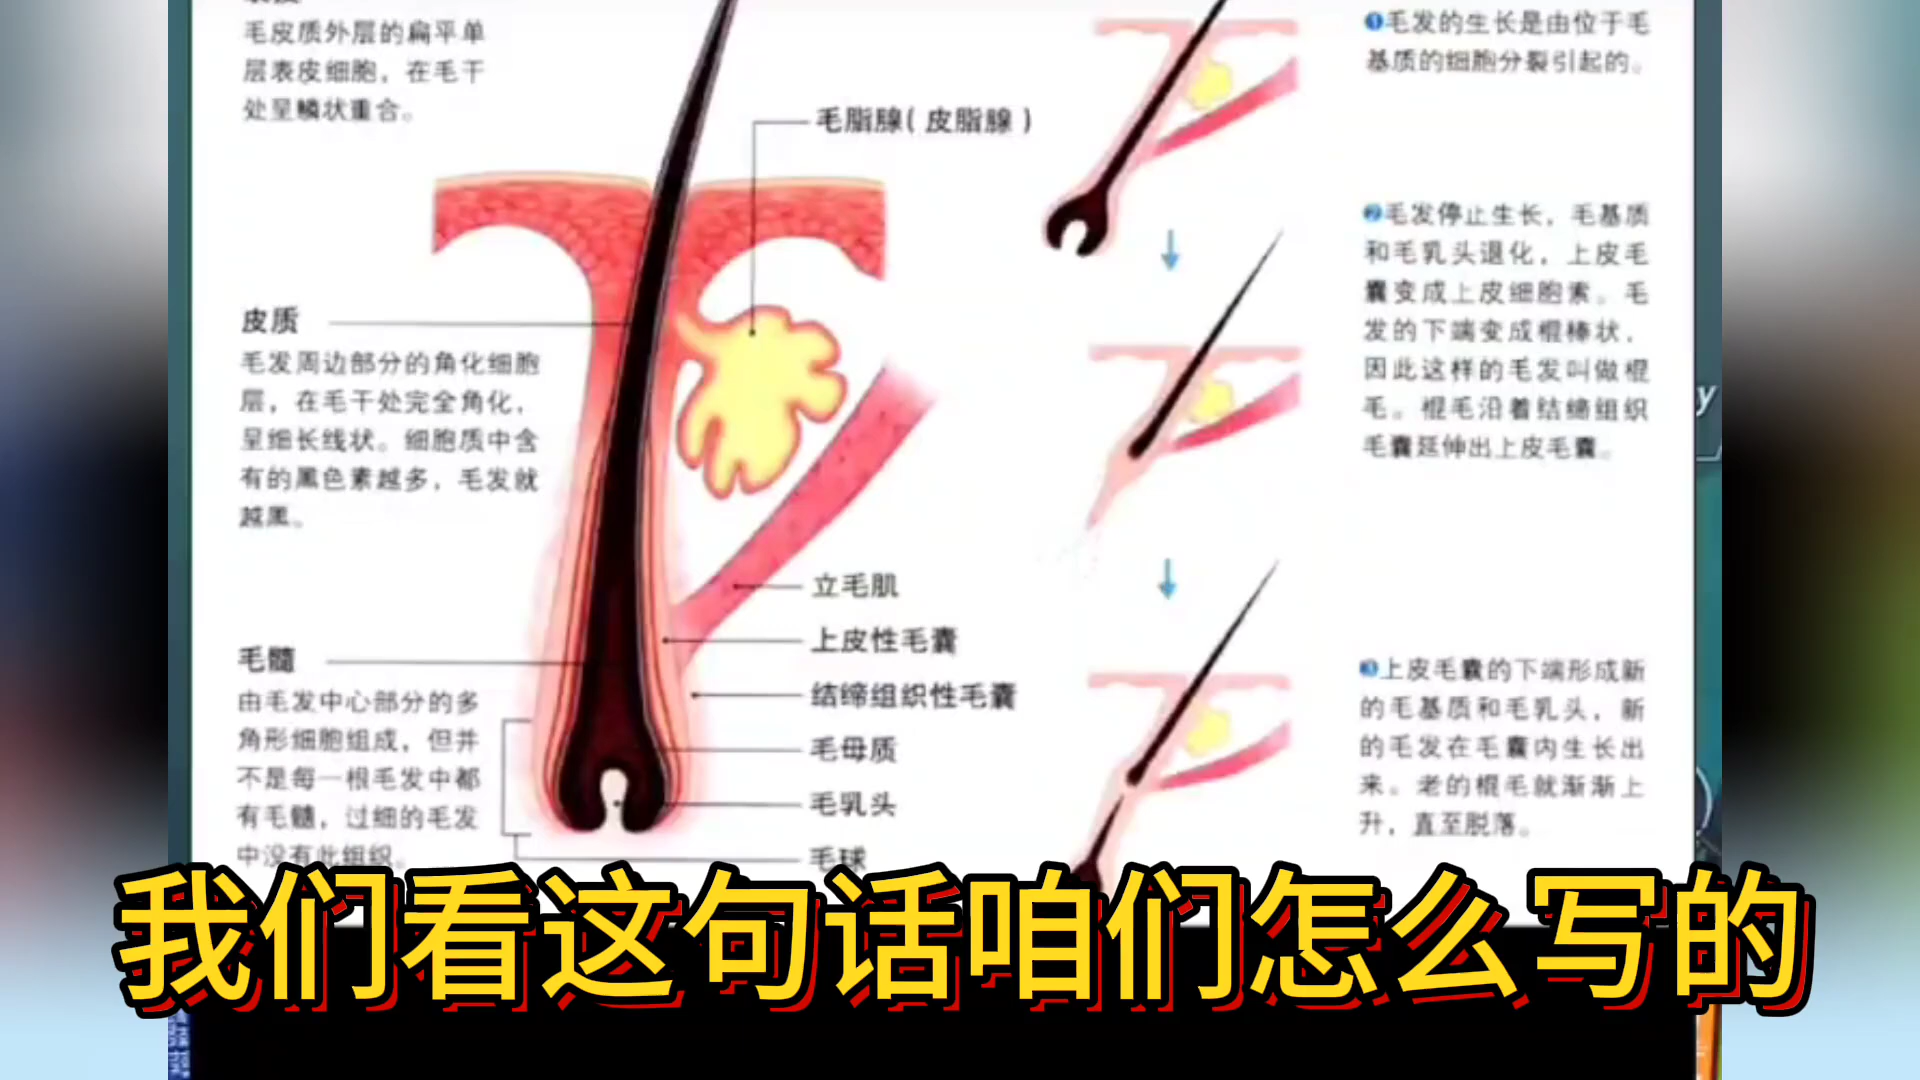 毛皮质外层的扁平单
层表皮细胞，在毛干
处呈鳞状重合。
皮质
毛发周边部分的角化细胞
层，在毛干处完全角化，
呈细长线状。细胞质中含
有的黑色素越多，毛发就
越黑。
毛髓
由毛发中心部分的多
角形细胞组成，但并
不是每一根毛发中都
有毛髓，过细的毛发
中没有此组织。
毛脂腺(皮脂腺)
立毛肌
上皮性毛囊
结缔组织性毛囊
毛母质
毛乳头
毛球
❶毛发的生长是由位于毛
基质的细胞分裂引起的。
❷毛发停止生长，毛基质
和毛乳头退化，上皮毛
囊变成上皮细胞素。毛
发的下端变成棍棒状，
因此这样的毛发叫做棍
毛。棍毛沿着结缔组织
毛囊延伸出上皮毛囊。
❸上皮毛囊的下端形成新
的毛基质和毛乳头，新
的毛发在毛囊内生长出
来。老的棍毛就渐渐上
升，直至脱落。
我们看这句话咱们怎么写的